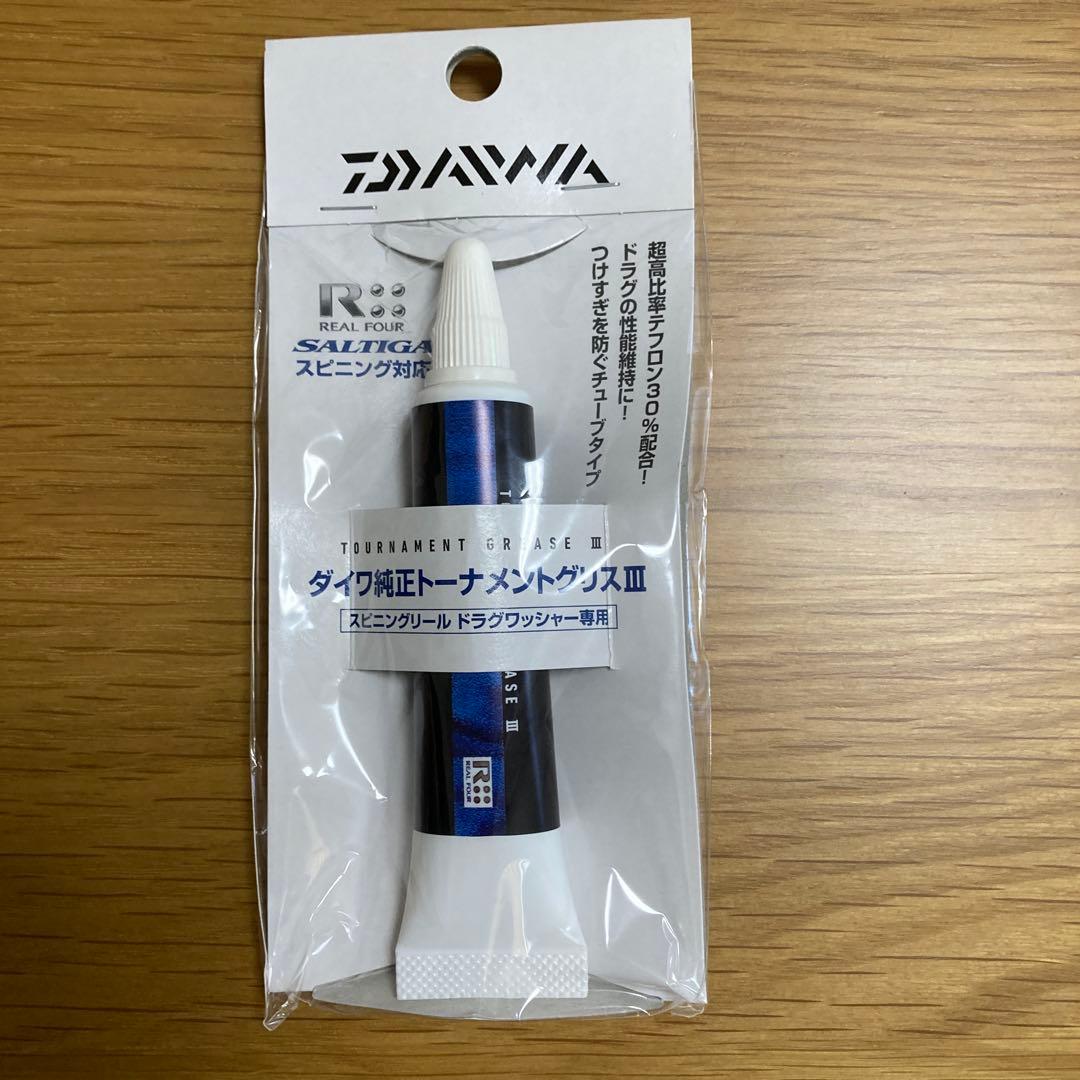 DAIWA
R
REAL FOUR
SALTIGA
スピニング対応
超高比率テフロン30%配合!
ドラグの性能維持に!
つけすぎを防ぐチューブタイプ
TOURNAMENT GREASE III
ダイワ純正トーナメントグリスIII
スピニングリール ドラグワッシャー専用
ASE III
R
REAL FOUR